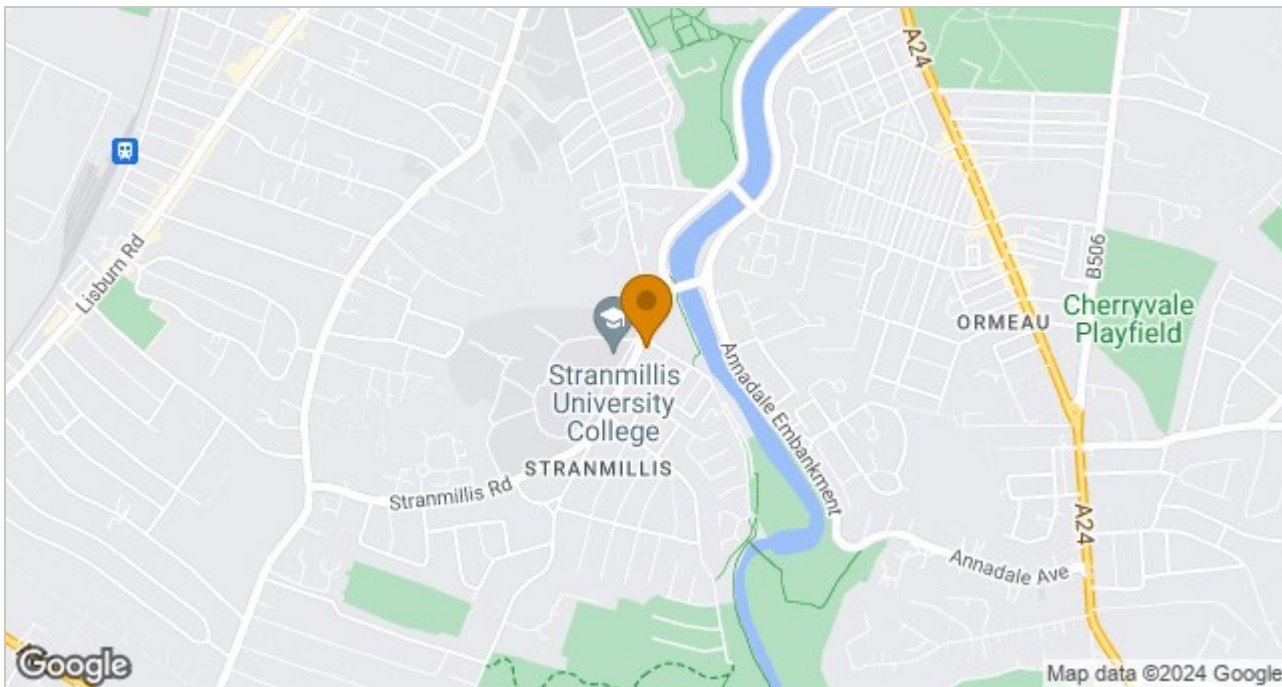 A24
Lisburn Rd
B506
Cherryvale
Playfield
ORMEAU
Stranmillis
University
College
Annadale Embankment
STRANMILLIS
Stranmillis Rd
A24
Annadale Ave
Google
Map data ©2024 Google